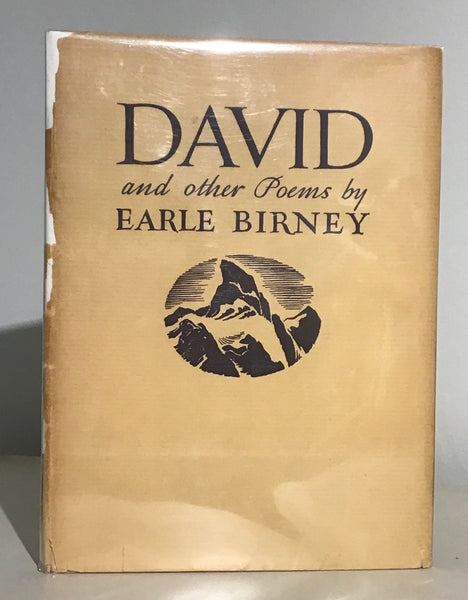 DAVID
and other Poems by
EARLE BIRNEY